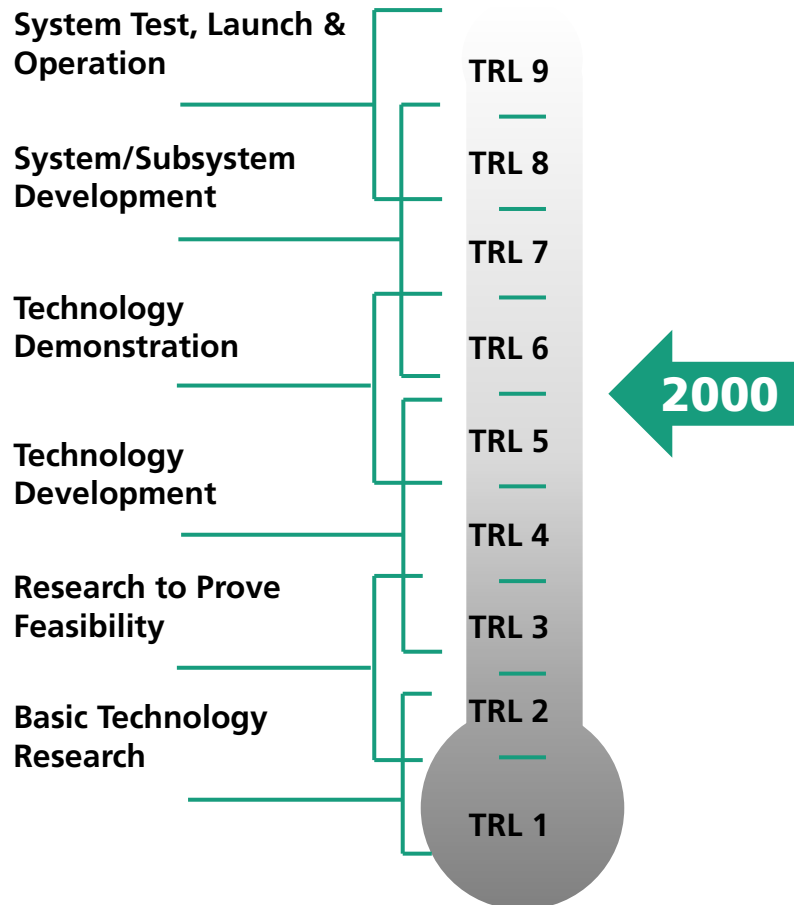 System Test, Launch &
Operation
System/Subsystem
Development
Technology
Demonstration
Technology
Development
Research to Prove
Feasibility
Basic Technology
Research
TRL 9
TRL 8
TRL 7
TRL 6
TRL 5
TRL 4
TRL 3
TRL 2
TRL 1
2000